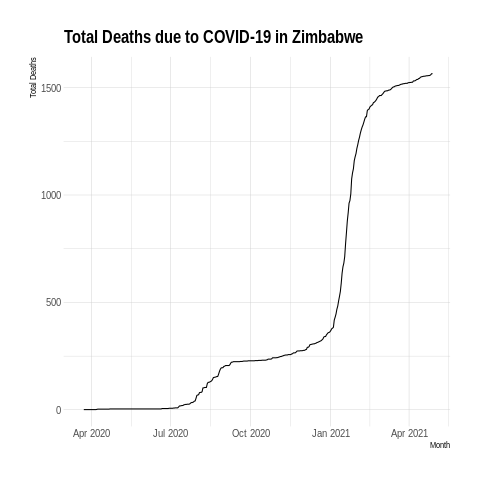 Total Deaths due to COVID-19 in Zimbabwe
Total Deaths
1500
1000
500
0
Apr 2020
Jul 2020
Oct 2020
Jan 2021
Apr 2021
Month